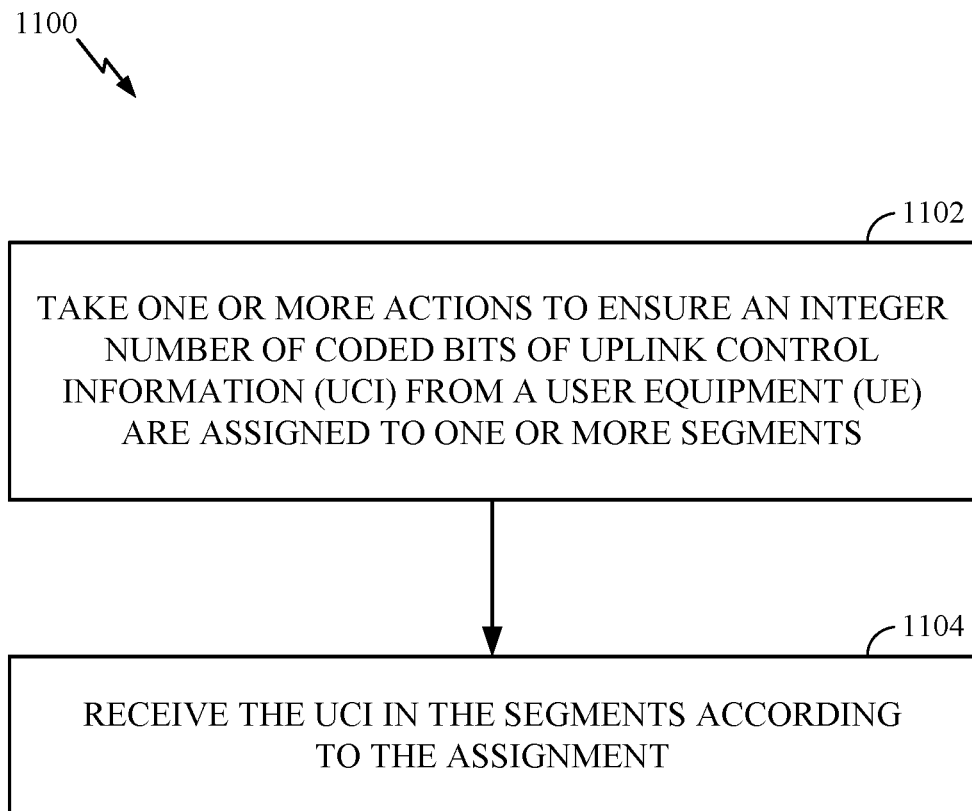 1100
1102
TAKE ONE OR MORE ACTIONS TO ENSURE AN INTEGER
NUMBER OF CODED BITS OF UPLINK CONTROL
INFORMATION (UCI) FROM A USER EQUIPMENT (UE)
ARE ASSIGNED TO ONE OR MORE SEGMENTS
1104
RECEIVE THE UCI IN THE SEGMENTS ACCORDING
TO THE ASSIGNMENT